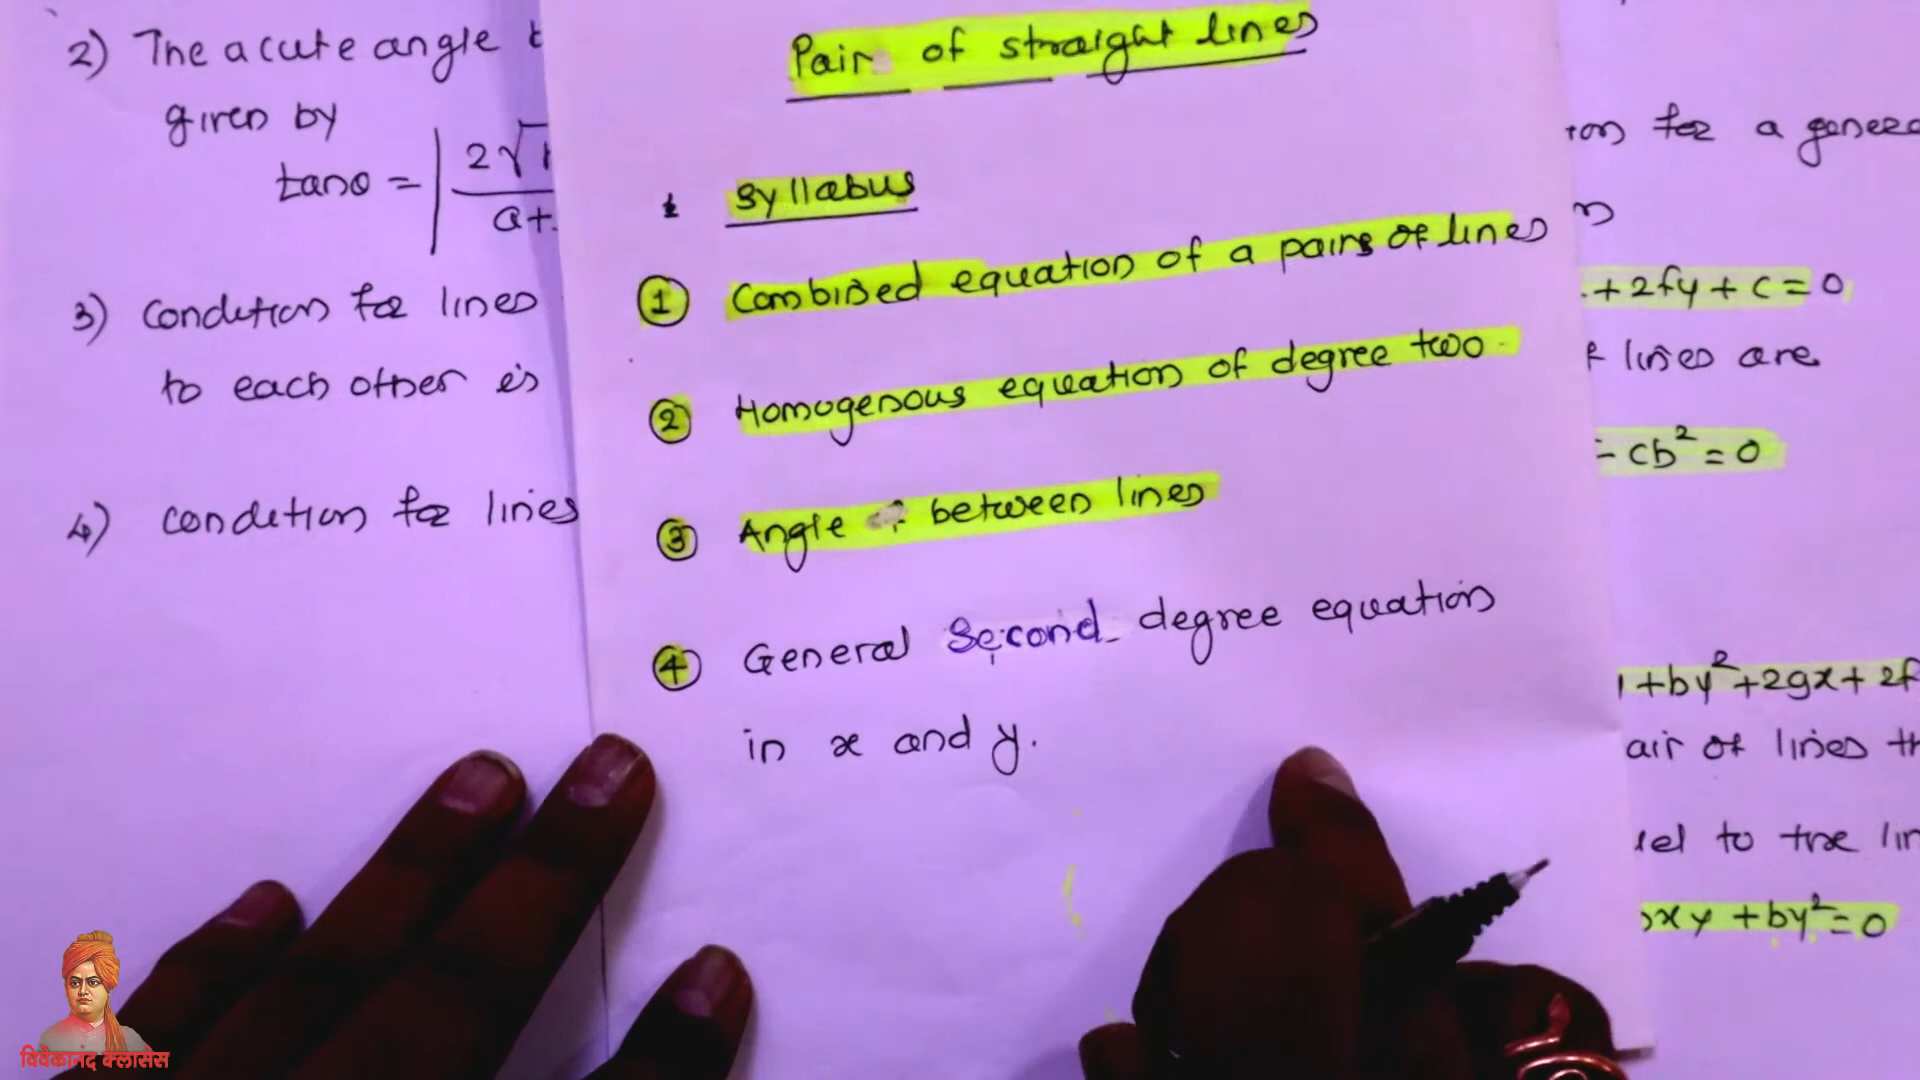 2) The acute angle
given by
tanθ = | 2√
a+
3) condition for lines
to each other is
4) condition for lines
Pair of straight lines
Syllabus
① Combined equation of a pairs of lines
② Homogenous equation of degree two.
③ Angle between lines
④ General Second degree equation
in x and y.
for a genera
+2fy + c = 0
lines are
- cb² = 0
+by²+2gx+2f
air of lines th
lel to the lin
xy +by²=0
विवेकानंद क्लासेस